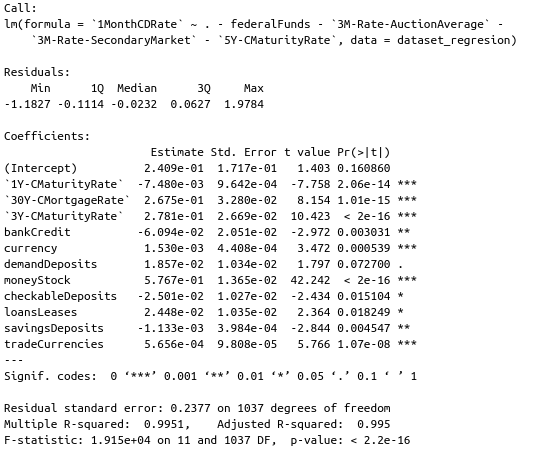 Call:
lm(formula = `1MonthCDRate` ~ . - federalFunds - `3M-Rate-AuctionAverage` -
    `3M-Rate-SecondaryMarket` - `5Y-CMaturityRate`, data = dataset_regresion)

Residuals:
    Min      1Q  Median      3Q     Max
-1.1827 -0.1114 -0.0232  0.0627  1.9784

Coefficients:
                      Estimate Std. Error t value Pr(>|t|)
(Intercept)          2.409e-01  1.717e-01   1.403 0.160860
`1Y-CMaturityRate`  -7.480e-03  9.642e-04  -7.758 2.06e-14 ***
`30Y-CMortgageRate`  2.675e-01  3.280e-02   8.154 1.01e-15 ***
`3Y-CMaturityRate`   2.781e-01  2.669e-02  10.423  < 2e-16 ***
bankCredit          -6.094e-02  2.051e-02  -2.972 0.003031 **
currency             1.530e-03  4.408e-04   3.472 0.000539 ***
demandDeposits       1.857e-02  1.034e-02   1.797 0.072700 .
moneyStock           5.767e-01  1.365e-02  42.242  < 2e-16 ***
checkableDeposits   -2.501e-02  1.027e-02  -2.434 0.015104 *
loansLeases          2.448e-02  1.035e-02   2.364 0.018249 *
savingsDeposits     -1.133e-03  3.984e-04  -2.844 0.004547 **
tradeCurrencies      5.656e-04  9.808e-05   5.766 1.07e-08 ***
---
Signif. codes:  0 ‘***’ 0.001 ‘**’ 0.01 ‘*’ 0.05 ‘.’ 0.1 ‘ ’ 1

Residual standard error: 0.2377 on 1037 degrees of freedom
Multiple R-squared:  0.9951,    Adjusted R-squared:  0.995
F-statistic: 1.915e+04 on 11 and 1037 DF,  p-value: < 2.2e-16